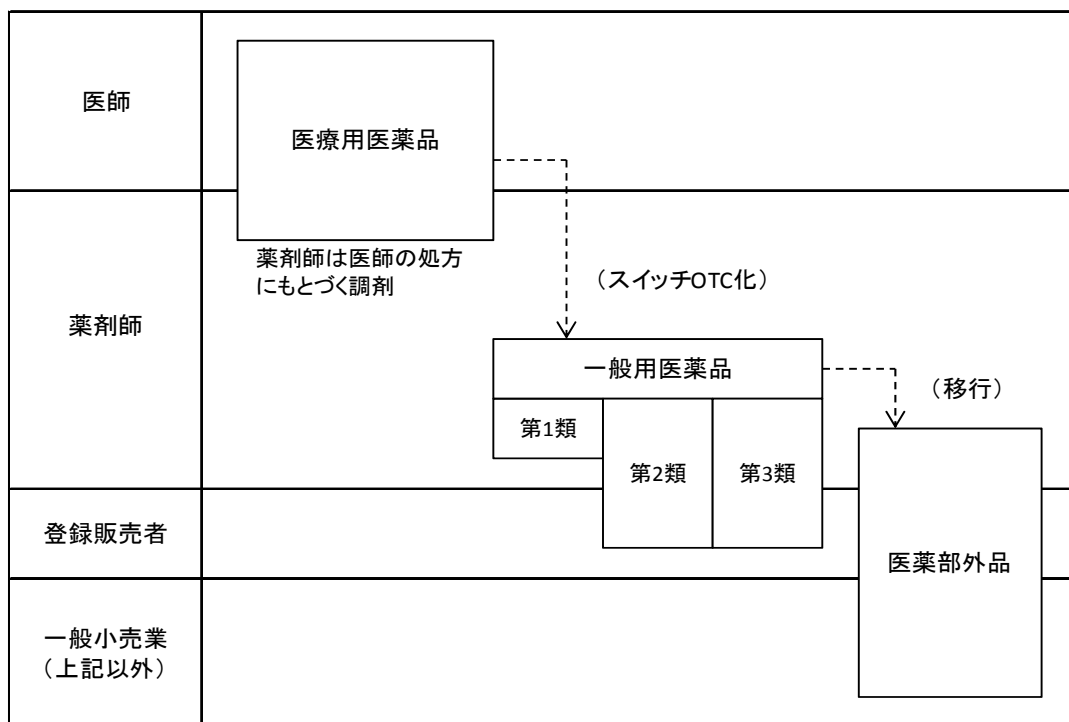 医師
医療用医薬品
薬剤師は医師の処方
にもとづく調剤
（スイッチOTC化）
薬剤師
一般用医薬品
（移行）
第1類
第2類
第3類
登録販売者
医薬部外品
一般小売業
（上記以外）